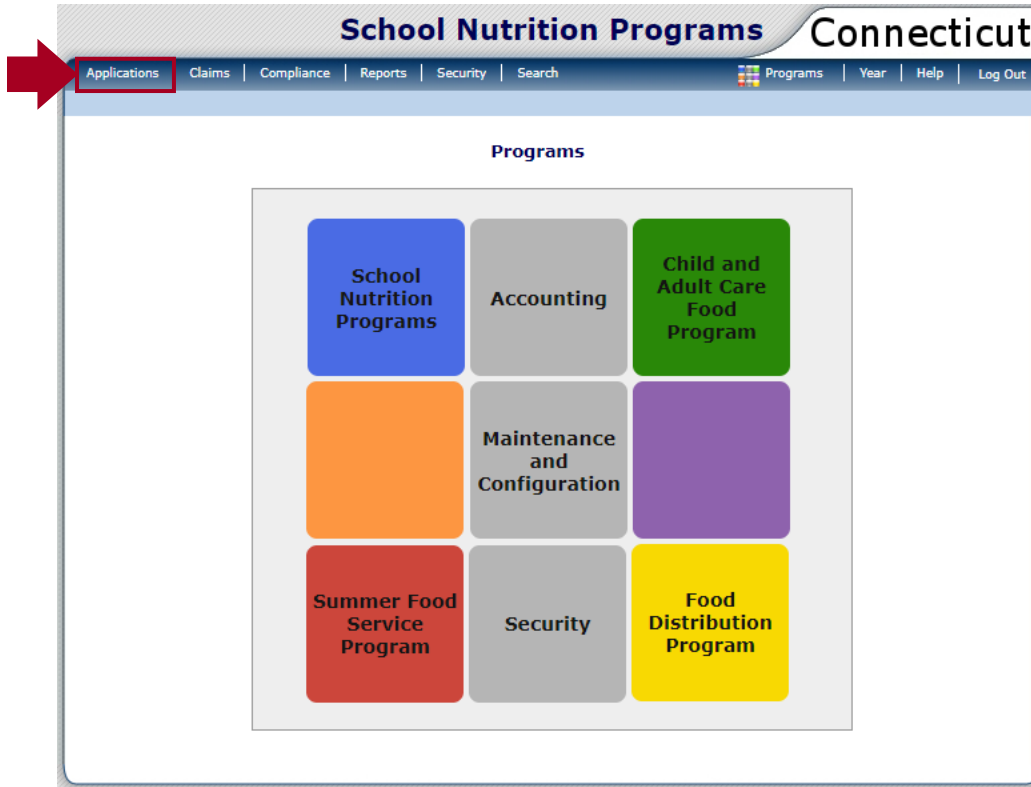 School Nutrition Programs
Connecticut
Applications Claims Compliance Reports Security Search Programs Year Help Log Out
Programs
School
Nutrition
Programs
Accounting
Child and
Adult Care
Food
Program
Maintenance
and
Configuration
Summer Food
Service
Program
Security
Food
Distribution
Program